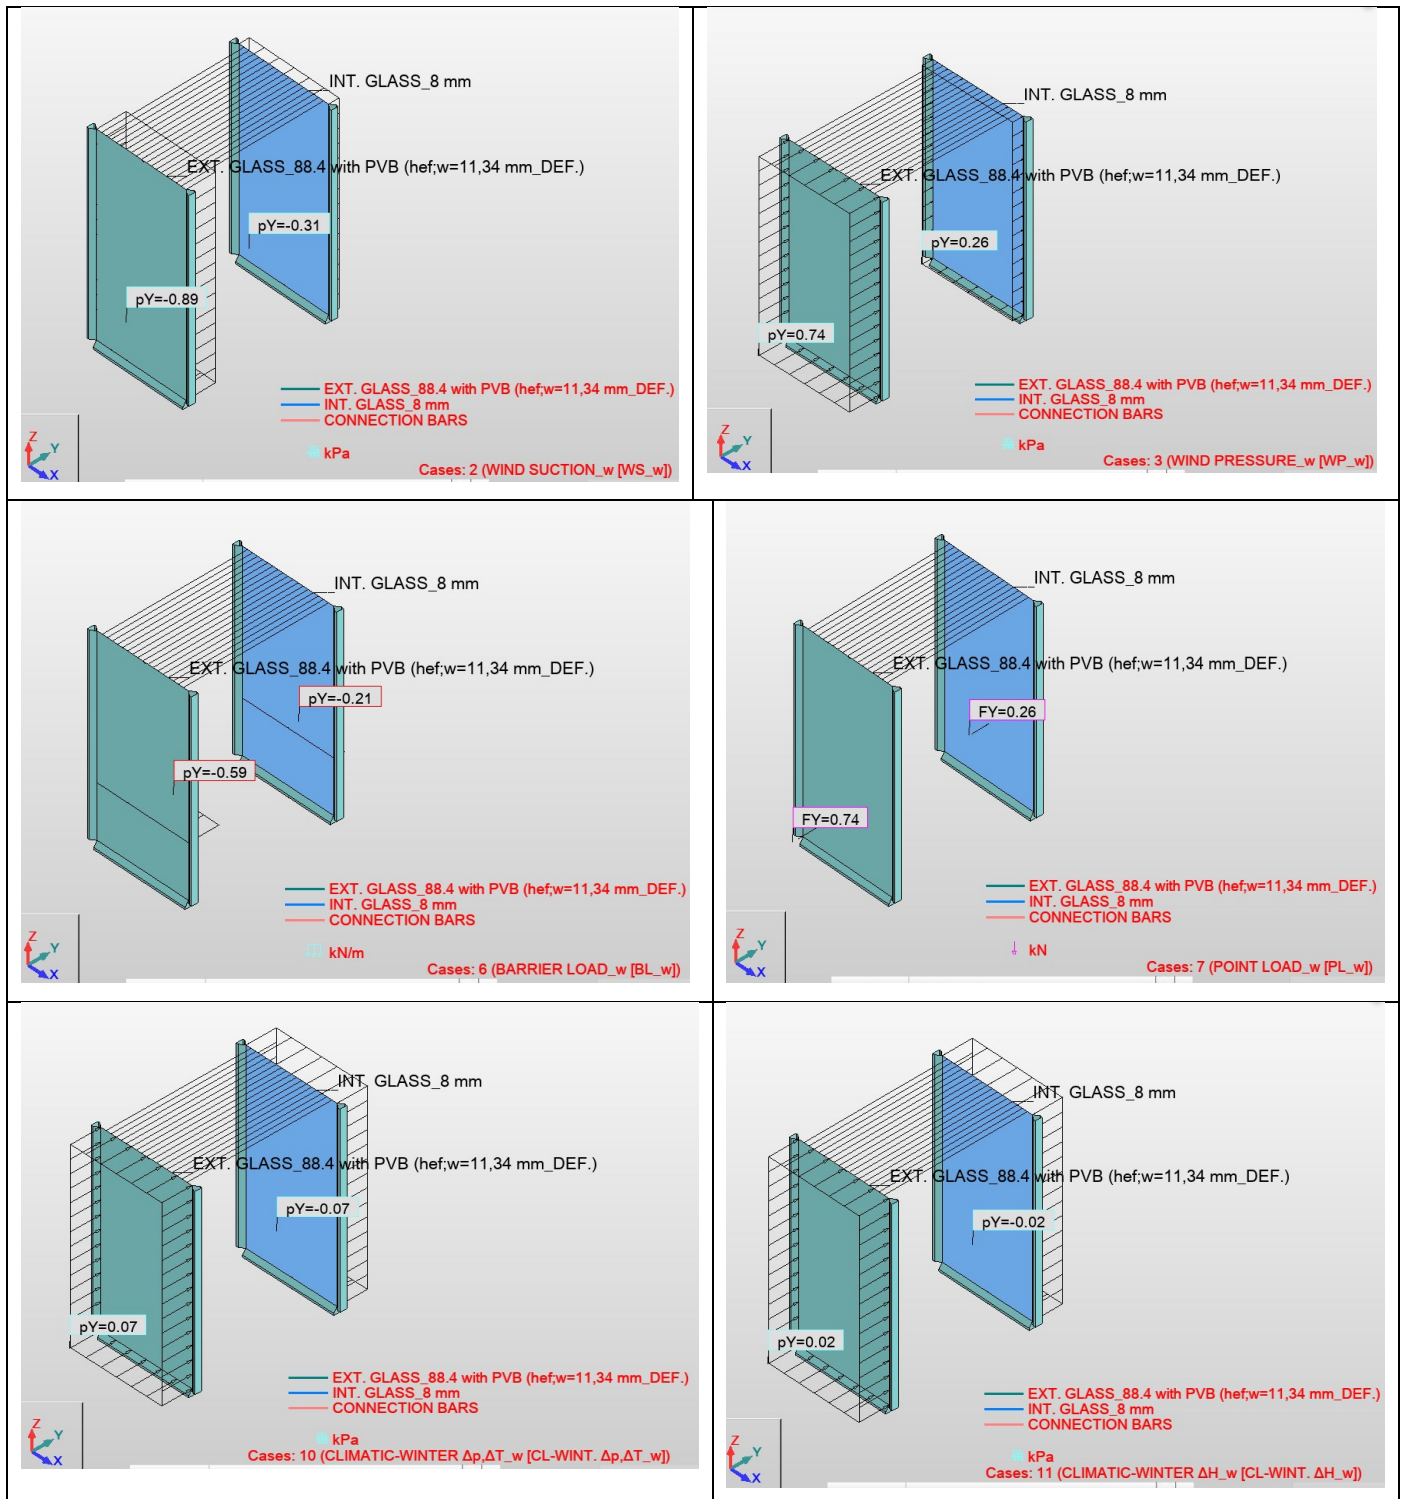 INT. GLASS_8 mm
EXT. GLASS_88.4 with PVB (hef;w=11,34 mm_DEF.)
pY=-0.31
pY=-0.89
EXT. GLASS_88.4 with PVB (hef;w=11,34 mm_DEF.)
INT. GLASS_8 mm
CONNECTION BARS
kPa
Cases: 2 (WIND SUCTION_w [WS_w])
Z
Y
X
INT. GLASS_8 mm
EXT. GLASS_88.4 with PVB (hef;w=11,34 mm_DEF.)
pY=0.26
pY=0.74
EXT. GLASS_88.4 with PVB (hef;w=11,34 mm_DEF.)
INT. GLASS_8 mm
CONNECTION BARS
kPa
Cases: 3 (WIND PRESSURE_w [WP_w])
Z
Y
X
INT. GLASS_8 mm
EXT. GLASS_88.4 with PVB (hef;w=11,34 mm_DEF.)
pY=-0.21
pY=-0.59
EXT. GLASS_88.4 with PVB (hef;w=11,34 mm_DEF.)
INT. GLASS_8 mm
CONNECTION BARS
kN/m
Cases: 6 (BARRIER LOAD_w [BL_w])
Z
Y
X
INT. GLASS_8 mm
EXT. GLASS_88.4 with PVB (hef;w=11,34 mm_DEF.)
FY=0.26
FY=0.74
EXT. GLASS_88.4 with PVB (hef;w=11,34 mm_DEF.)
INT. GLASS_8 mm
CONNECTION BARS
kN
Cases: 7 (POINT LOAD_w [PL_w])
Z
Y
X
INT. GLASS_8 mm
EXT. GLASS_88.4 with PVB (hef;w=11,34 mm_DEF.)
pY=-0.07
pY=0.07
EXT. GLASS_88.4 with PVB (hef;w=11,34 mm_DEF.)
INT. GLASS_8 mm
CONNECTION BARS
kPa
Cases: 10 (CLIMATIC-WINTER Δp,ΔT_w [CL-WINT. Δp,ΔT_w])
Z
Y
X
INT. GLASS_8 mm
EXT. GLASS_88.4 with PVB (hef;w=11,34 mm_DEF.)
pY=-0.02
pY=0.02
EXT. GLASS_88.4 with PVB (hef;w=11,34 mm_DEF.)
INT. GLASS_8 mm
CONNECTION BARS
kPa
Cases: 11 (CLIMATIC-WINTER ΔH_w [CL-WINT. ΔH_w])
Z
Y
X